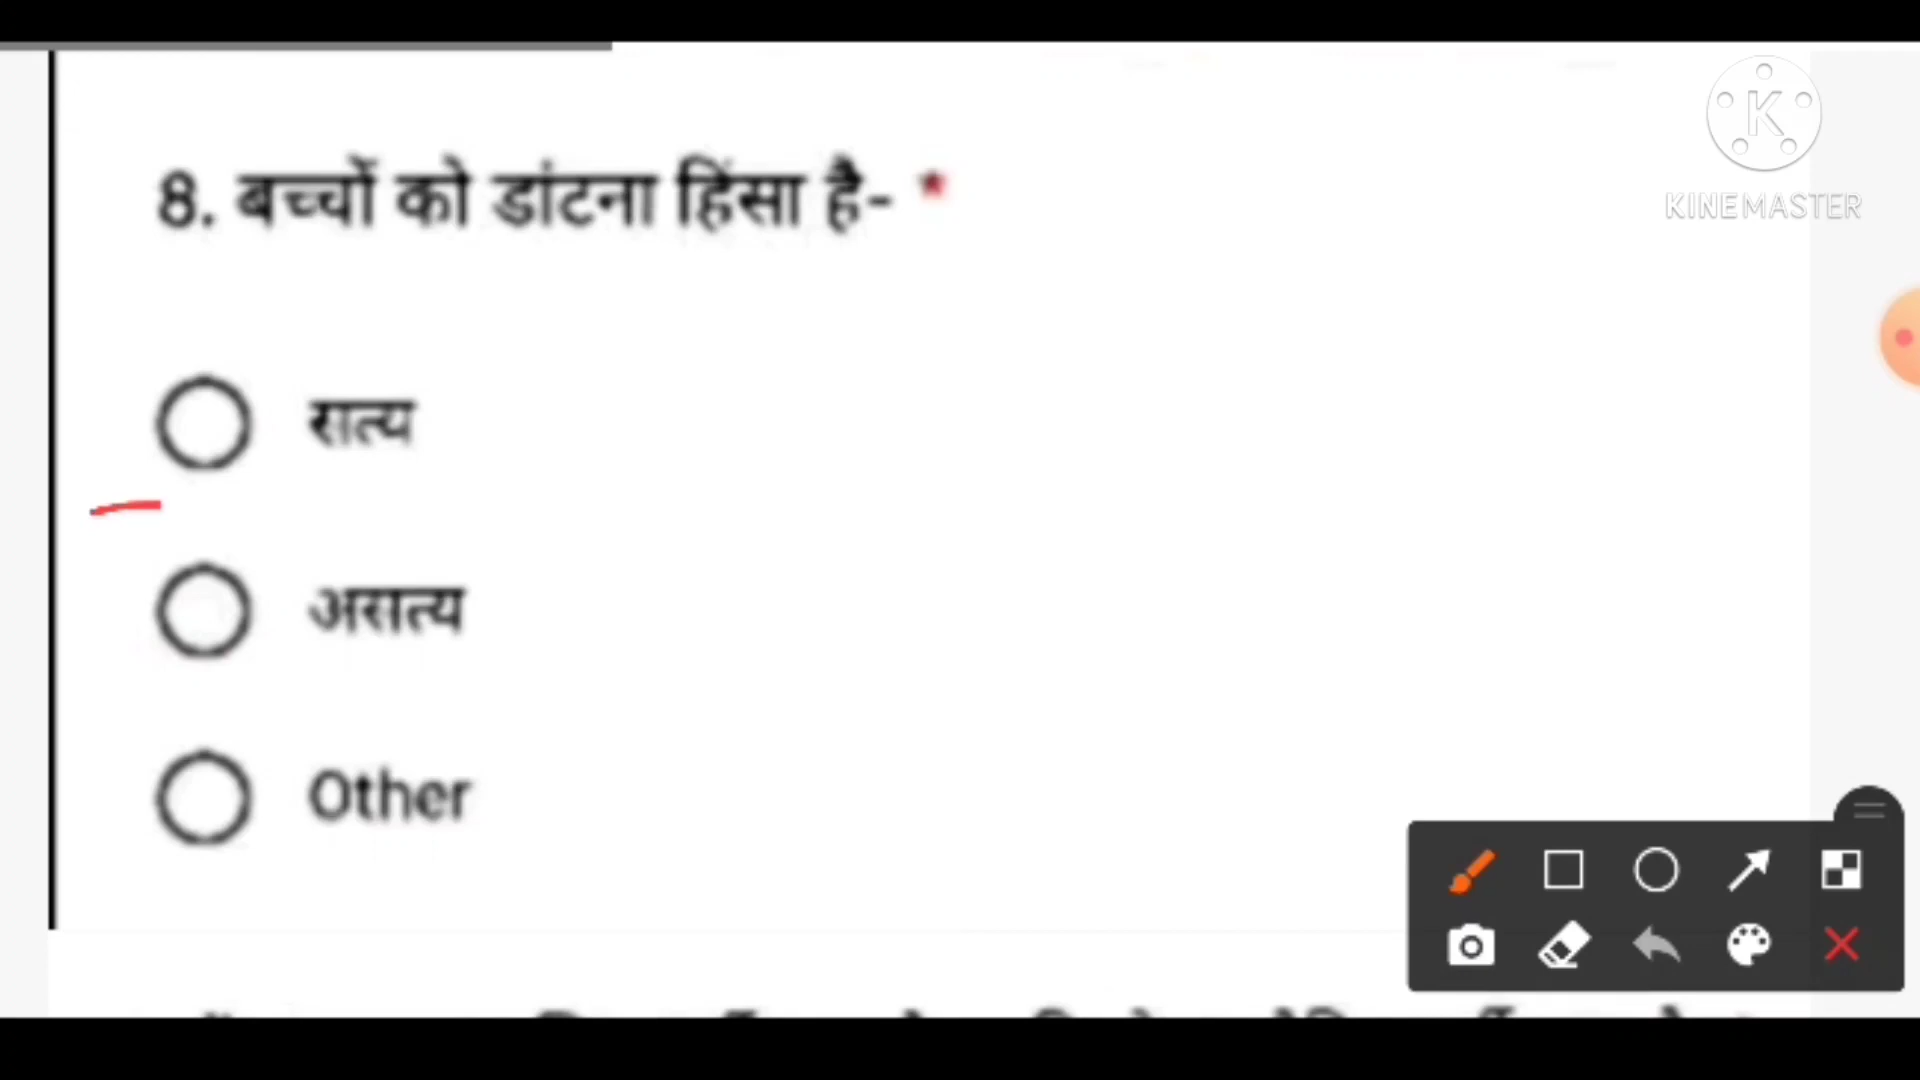 8. बच्चों को डांटना हिंसा है- *
KINEMASTER
सत्य
असत्य
Other